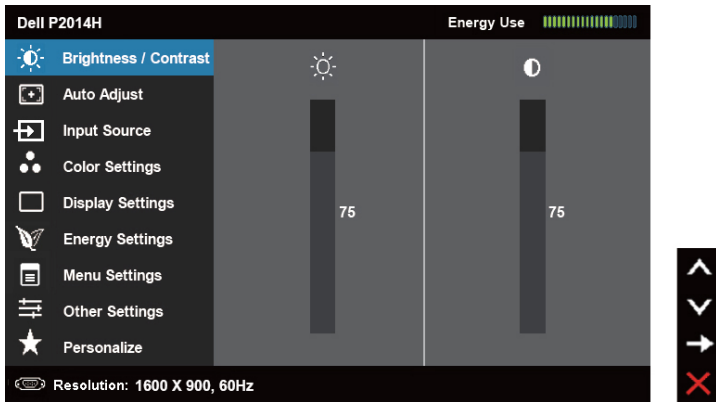 Dell P2014H
Energy Use
Brightness / Contrast
Auto Adjust
Input Source
Color Settings
Display Settings
Energy Settings
Menu Settings
Other Settings
Personalize
75
75
Resolution: 1600 X 900, 60Hz